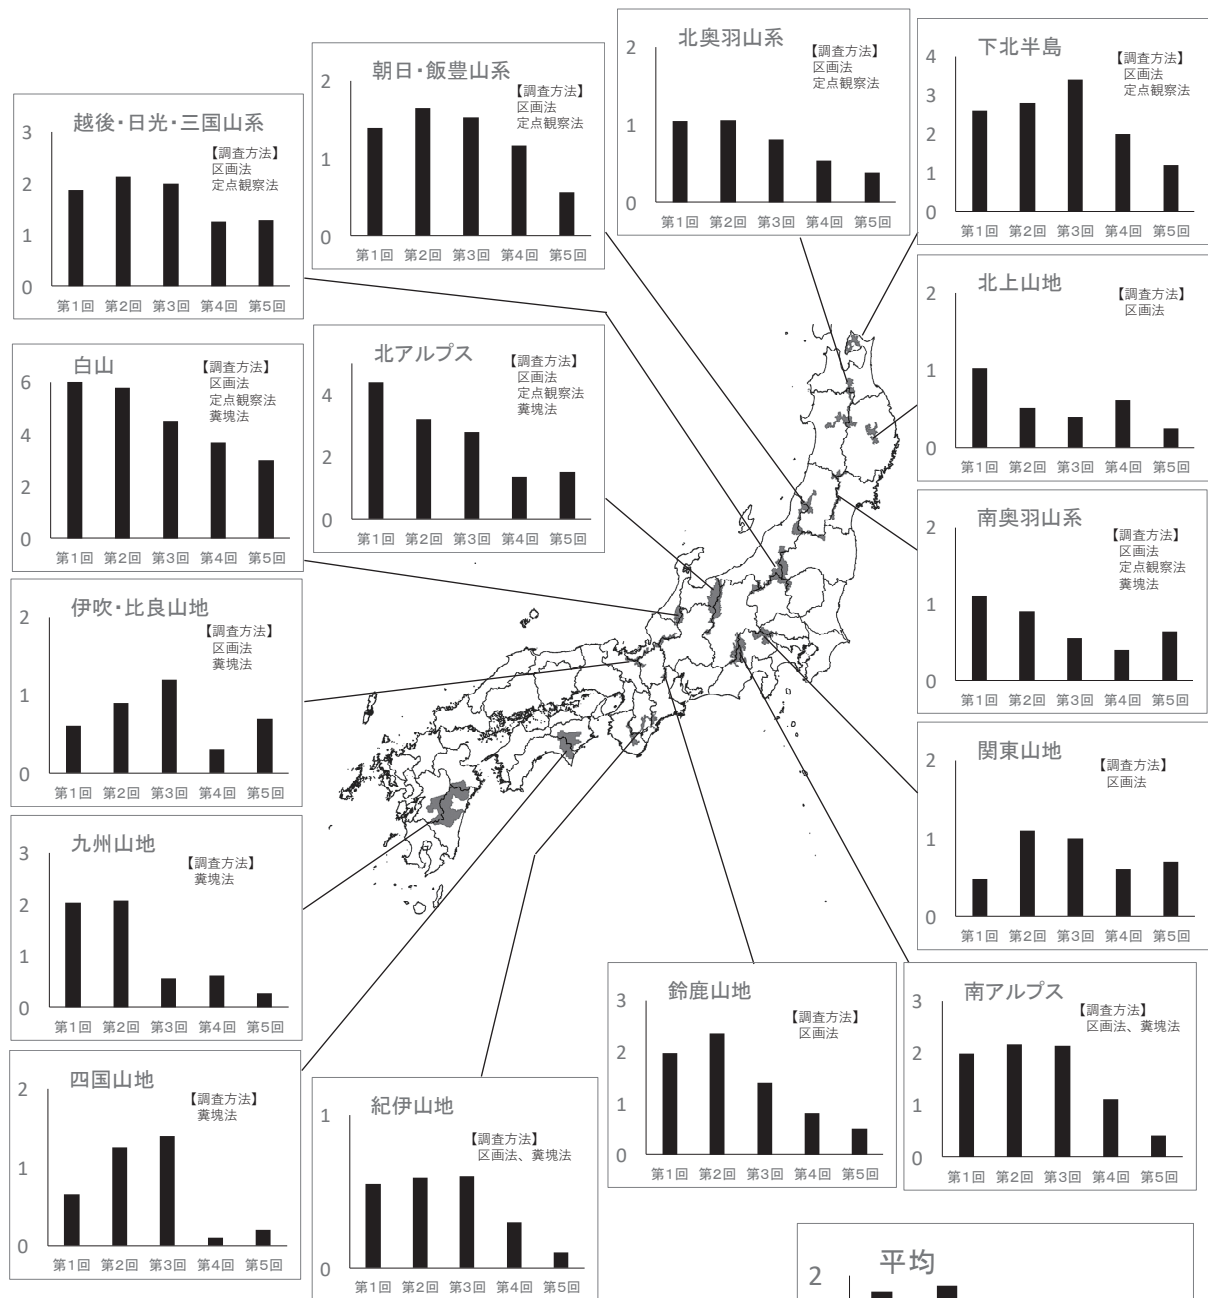 北奥羽山系
2
1
0
【調査方法】
区画法
定点観察法
第1回 第2回 第3回 第4回 第5回
下北半島
4
3
2
1
0
【調査方法】
区画法
定点観察法
第1回 第2回 第3回 第4回 第5回
朝日・飯豊山系
2
1
0
【調査方法】
区画法
定点観察法
第1回 第2回 第3回 第4回 第5回
越後・日光・三国山系
3
2
1
0
【調査方法】
区画法
定点観察法
第1回 第2回 第3回 第4回 第5回
北上山地
2
1
0
【調査方法】
区画法
第1回 第2回 第3回 第4回 第5回
北アルプス
4
2
0
【調査方法】
区画法
定点観察法
糞塊法
第1回 第2回 第3回 第4回 第5回
白山
6
4
2
0
【調査方法】
区画法
定点観察法
糞塊法
第1回 第2回 第3回 第4回 第5回
南奥羽山系
2
1
0
【調査方法】
区画法
定点観察法
糞塊法
第1回 第2回 第3回 第4回 第5回
伊吹・比良山地
2
1
0
【調査方法】
区画法
糞塊法
第1回 第2回 第3回 第4回 第5回
関東山地
2
1
0
【調査方法】
区画法
第1回 第2回 第3回 第4回 第5回
九州山地
3
2
1
0
【調査方法】
糞塊法
第1回 第2回 第3回 第4回 第5回
鈴鹿山地
3
2
1
0
【調査方法】
区画法
第1回 第2回 第3回 第4回 第5回
南アルプス
3
2
1
0
【調査方法】
区画法、糞塊法
第1回 第2回 第3回 第4回 第5回
四国山地
2
1
0
【調査方法】
糞塊法
第1回 第2回 第3回 第4回 第5回
紀伊山地
1
0
【調査方法】
区画法、糞塊法
第1回 第2回 第3回 第4回 第5回
平均
2